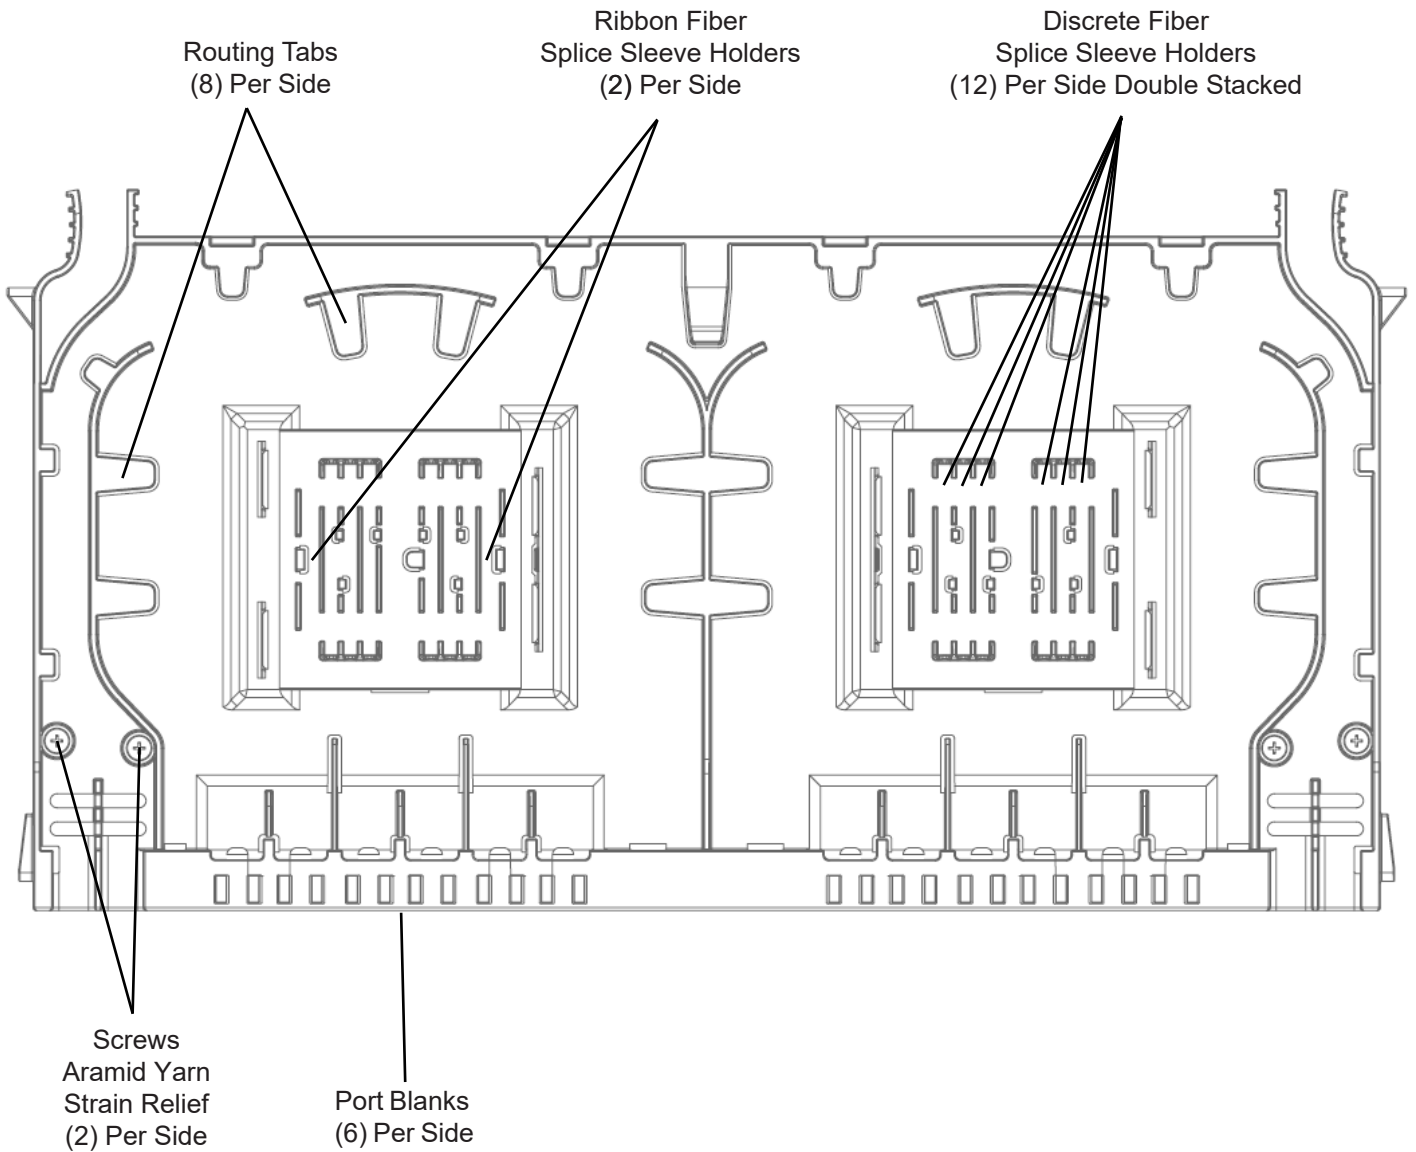 Routing Tabs
(8) Per Side
Ribbon Fiber
Splice Sleeve Holders
(2) Per Side
Discrete Fiber
Splice Sleeve Holders
(12) Per Side Double Stacked
Screws
Aramid Yarn
Strain Relief
(2) Per Side
Port Blanks
(6) Per Side